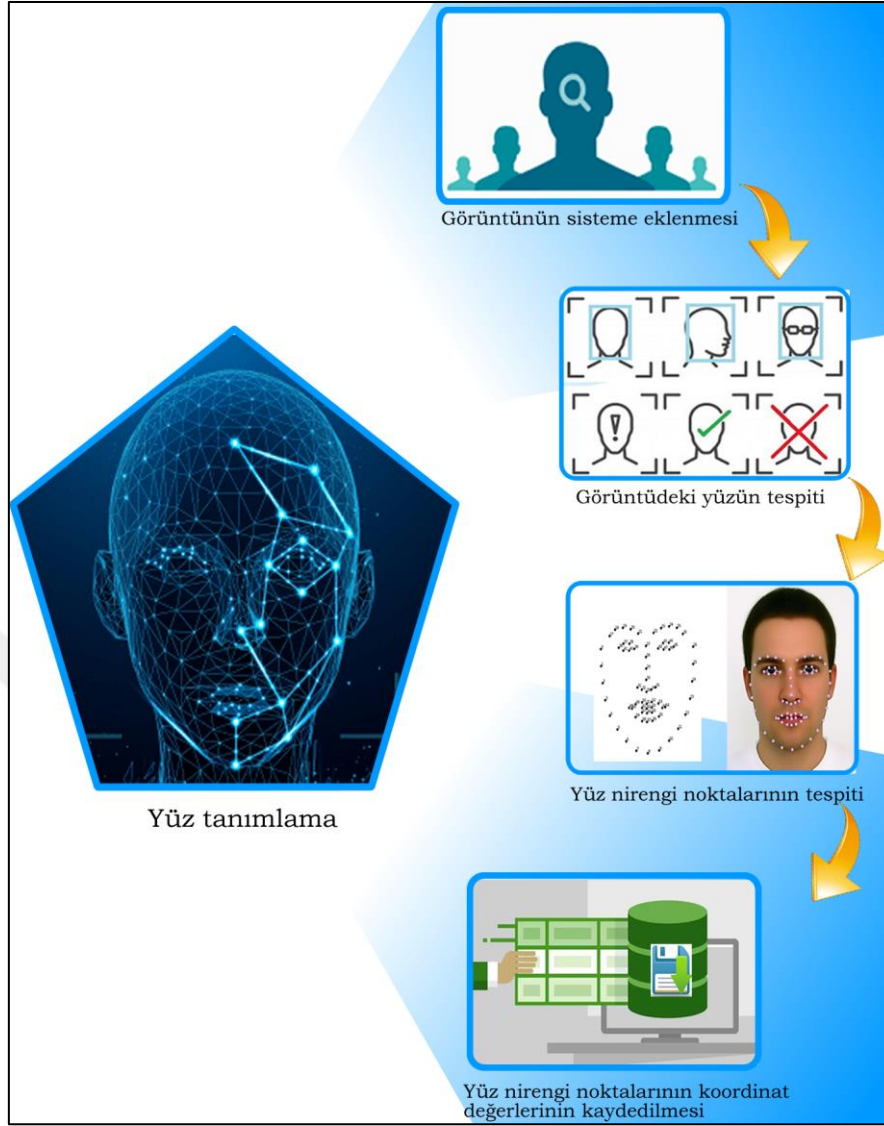 Görüntünün sisteme eklenmesi
Görüntüdeki yüzün tespiti
Yüz nirengi noktalarının tespiti
Yüz tanımlama
Yüz nirengi noktalarının koordinat
değerlerinin kaydedilmesi